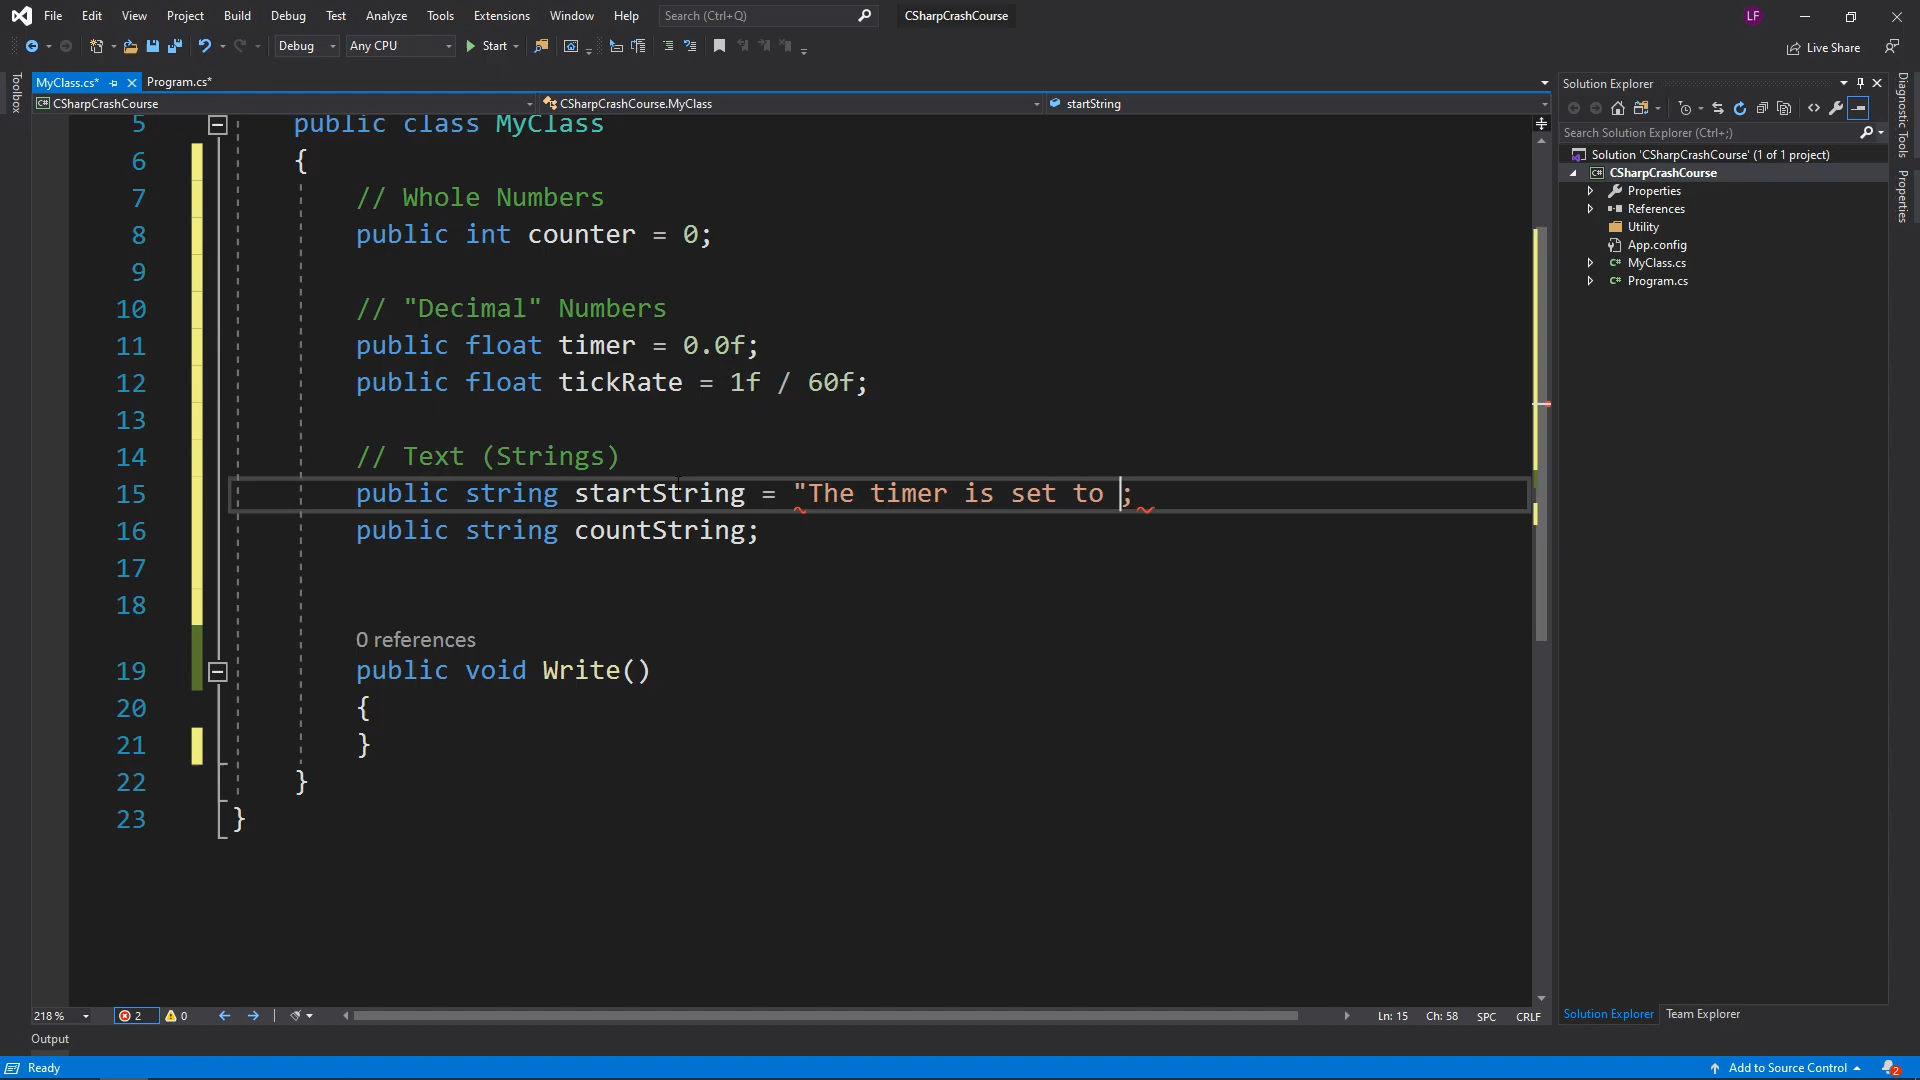 File Edit View Project Build Debug Test Analyze Tools Extensions Window Help Search (Ctrl+Q) CSharpCrashCourse LF
Debug Any CPU Start Live Share
MyClass.cs* Program.cs*
CSharpCrashCourse CSharpCrashCourse.MyClass startString
5 public class MyClass
6 {
7 // Whole Numbers
8 public int counter = 0;
9
10 // "Decimal" Numbers
11 public float timer = 0.0f;
12 public float tickRate = 1f / 60f;
13
14 // Text (Strings)
15 public string startString = "The timer is set to ;
16 public string countString;
17
18
0 references
19 public void Write()
20 {
21 }
22 }
23 }
218 % 2 0 Ln: 15 Ch: 58 SPC CRLF
Output
Ready
Add to Source Control 2
Toolbox
Solution Explorer
Search Solution Explorer (Ctrl+;)
Solution 'CSharpCrashCourse' (1 of 1 project)
CSharpCrashCourse
Properties
References
Utility
App.config
C# MyClass.cs
C# Program.cs
Solution Explorer Team Explorer
Diagnostic Tools
Properties